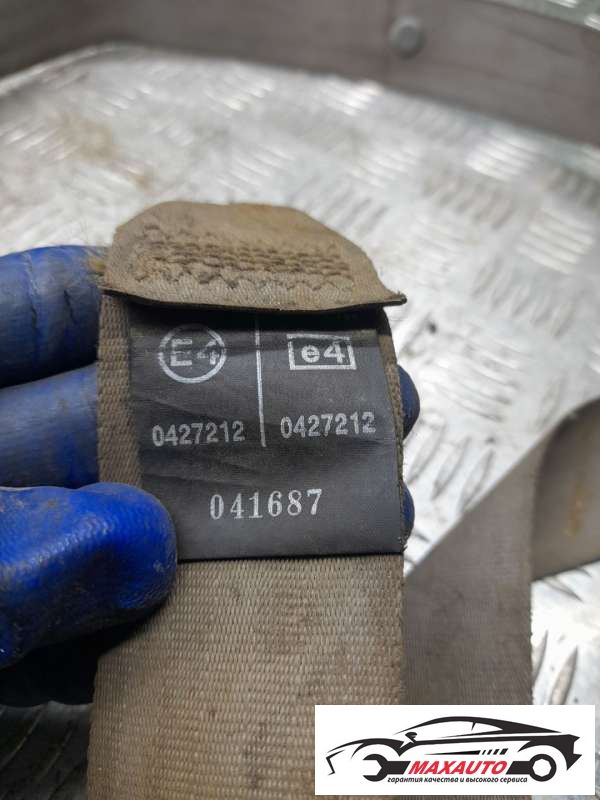 E4 e4
0427212 0427212
041687
MAXAUTO
гарантия качества и высокого сервиса